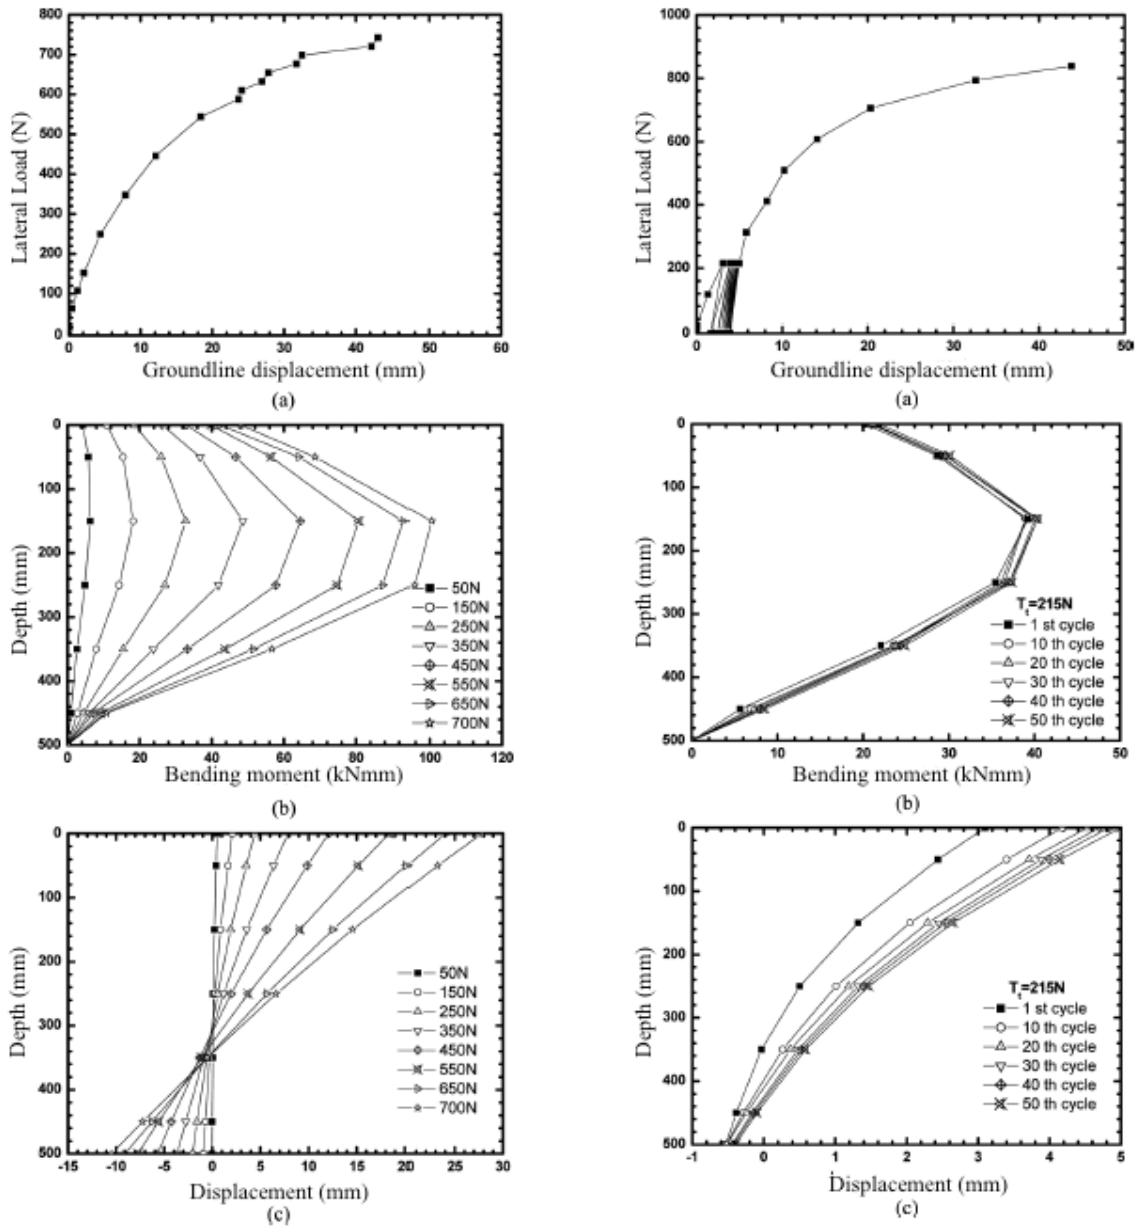 800
700
600
500
400
300
200
100
0
Lateral Load (N)
0 10 20 30 40 50 60
Groundline displacement (mm)
(a)
1000
800
600
400
200
0
Lateral Load (N)
0 10 20 30 40 50
Groundline displacement (mm)
(a)
0
100
200
300
400
500
Depth (mm)
50N
150N
250N
350N
450N
550N
650N
700N
0 20 40 60 80 100 120
Bending moment (kNmm)
(b)
0
100
200
300
400
500
Depth (mm)
Tt=215N
1 st cycle
10 th cycle
20 th cycle
30 th cycle
40 th cycle
50 th cycle
0 10 20 30 40 50
Bending moment (kNmm)
(b)
0
100
200
300
400
500
Depth (mm)
50N
150N
250N
350N
450N
550N
650N
700N
-15 -10 -5 0 5 10 15 20 25 30
Displacement (mm)
(c)
0
100
200
300
400
500
Depth (mm)
Tt=215N
1 st cycle
10 th cycle
20 th cycle
30 th cycle
40 th cycle
50 th cycle
-1 0 1 2 3 4 5
Displacement (mm)
(c)